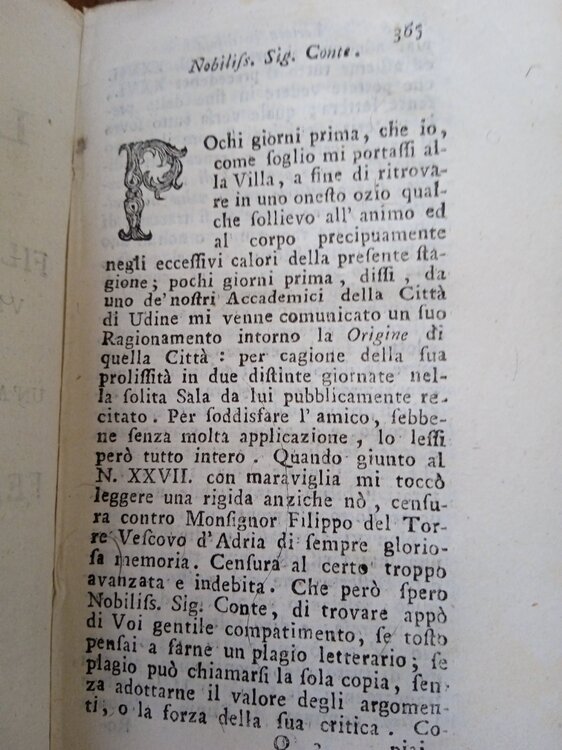 365
Nobiliſs. Sig. Conte.
POchi giorni prima, che io,
come ſoglio mi portaſſi al-
la Villa, a fine di ritrova-
re in uno oneſto ozio qual-
che ſollievo all' animo ed
al corpo precipuamente
negli ecceſſivi calori della preſente ſta-
gione; pochi giorni prima, diſſi, da
uno de' noſtri Accademici della Città
di Udine mi venne comunicato un ſuo
Ragionamento intorno la Origine di
quella Città: per cagione della ſua
proliſſità in due diſtinte giornate nel-
la ſolita Sala da lui pubblicamente re-
citato. Per ſoddisfare l'amico, ſebbe-
ne ſenza molta applicazione, lo leſſi
però tutto intero. Quando giunto al
N. XXVII. con maraviglia mi toccò
leggere una rigida anziche nò, cenſu-
ra contro Monſignor Filippo del Tor-
re Veſcovo d'Adria di ſempre glorio-
ſa memoria. Cenſura al certo troppo
avanzata e indebita. Che però ſpero
Nobiliſs. Sig. Conte, di trovare appò
di Voi gentile compatimento, ſe toſto
penſai a farne un plagio letterario; ſe
plagio può chiamarſi la ſola copia, ſen-
za adottarne il valore degli argomen-
ti, o la forza della ſua critica. Co-